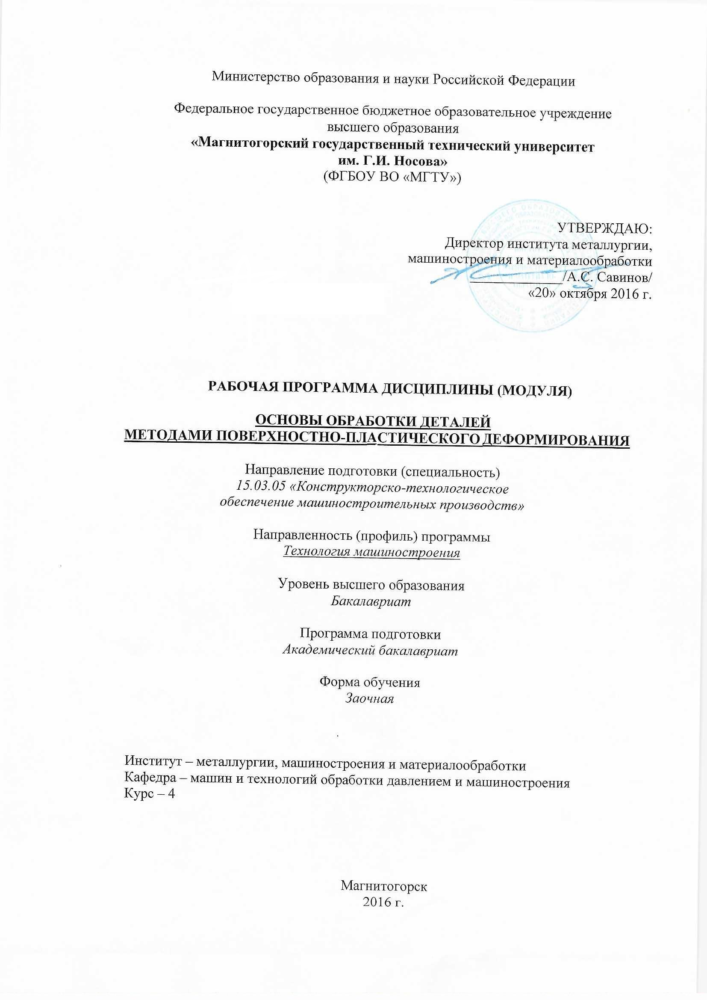 Министерство образования и науки Российской Федерации
Федеральное государственное бюджетное образовательное учреждение
высшего образования
«Магнитогорский государственный технический университет
им. Г.И. Носова»
(ФГБОУ ВО «МГТУ»)
УТВЕРЖДАЮ:
Директор института металлургии,
машиностроения и материалообработки
/А.С. Савинов/
«20» октября 2016 г.
РАБОЧАЯ ПРОГРАММА ДИСЦИПЛИНЫ (МОДУЛЯ)
ОСНОВЫ ОБРАБОТКИ ДЕТАЛЕЙ
МЕТОДАМИ ПОВЕРХНОСТНО-ПЛАСТИЧЕСКОГО ДЕФОРМИРОВАНИЯ
Направление подготовки (специальность)
15.03.05 «Конструкторско-технологическое
обеспечение машиностроительных производств»
Направленность (профиль) программы
Технология машиностроения
Уровень высшего образования
Бакалавриат
Программа подготовки
Академический бакалавриат
Форма обучения
Заочная
Институт – металлургии, машиностроения и материалообработки
Кафедра – машин и технологий обработки давлением и машиностроения
Курс – 4
Магнитогорск
2016 г.